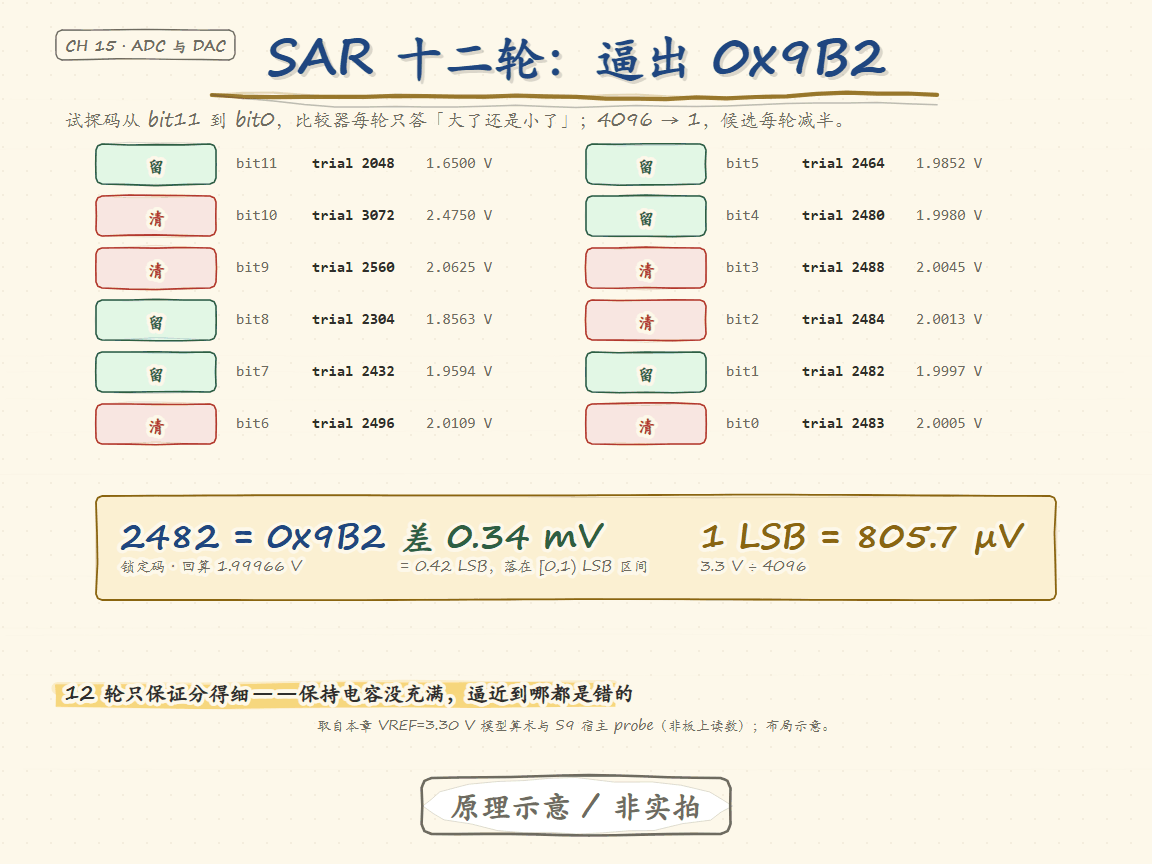 CH 15 · ADC 与 DAC
SAR 十二轮：逼出 0x9B2
试探码从 bit11 到 bit0，比较器每轮只答「大了还是小了」；4096 → 1，候选每轮减半。
留 bit11 trial 2048 1.6500 V
清 bit10 trial 3072 2.4750 V
清 bit9 trial 2560 2.0625 V
留 bit8 trial 2304 1.8563 V
留 bit7 trial 2432 1.9594 V
清 bit6 trial 2496 2.0109 V
留 bit5 trial 2464 1.9852 V
留 bit4 trial 2480 1.9980 V
清 bit3 trial 2488 2.0045 V
清 bit2 trial 2484 2.0013 V
留 bit1 trial 2482 1.9997 V
清 bit0 trial 2483 2.0005 V
2482 = 0x9B2
锁定码 · 回算 1.99966 V
差 0.34 mV
= 0.42 LSB，落在 [0,1) LSB 区间
1 LSB = 805.7 µV
3.3 V ÷ 4096
12 轮只保证分得细——保持电容没充满，逼近到哪都是错的
取自本章 VREF=3.30 V 模型算术与 S9 宿主 probe（非板上读数）；布局示意。
原理示意 / 非实拍